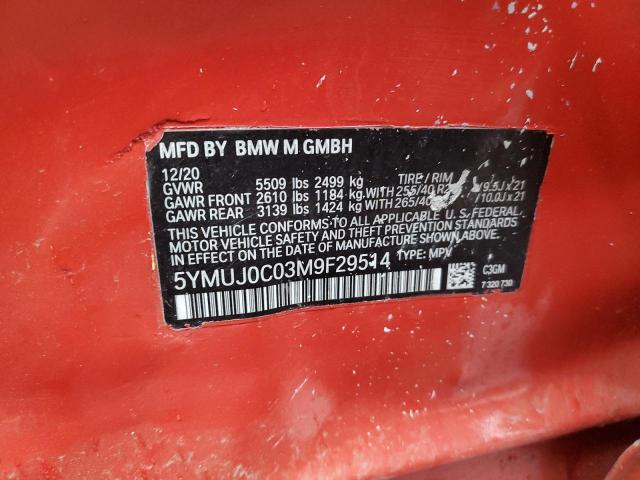 MFD BY BMW M GMBH
12/20 TIRE / RIM
GVWR 5509 lbs 2499 kg
GAWR FRONT 2610 lbs 1184 kg WITH 255/40 /9.5J x 21
GAWR REAR 3139 lbs 1424 kg WITH 265/40 /10.0J x 21
THIS VEHICLE CONFORMS TO ALL APPLICABLE U.S. FEDERAL
MOTOR VEHICLE SAFETY AND THEFT PREVENTION STANDARDS
IN EFFECT ON THE DATE OF MANUFACTURE SHOWN ABOVE.
5YMUJ0C03M9F29514 TYPE: MPV
C3GM
7 320 730